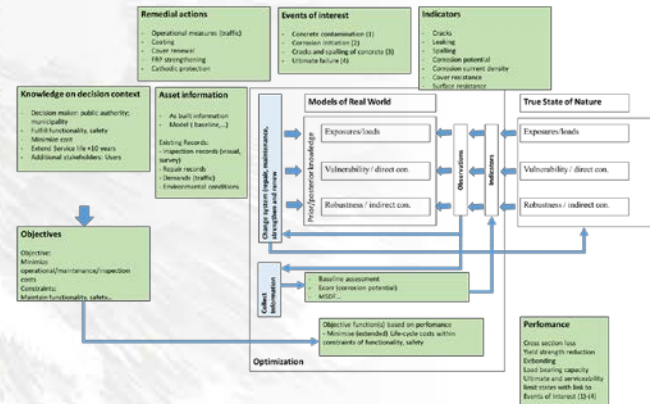 Remedial actions
- Operational measures (traffic)
- Coating
- Cover renewal
- FRP strengthening
- Cathodic protection
Events of interest
- Concrete contamination (1)
- Corrosion initiation (2)
- Cracks and spalling of concrete (3)
- Ultimate failure (4)
Indicators
- Cracks
- Leaking
- Spalling
- Corrosion potential
- Corrosion current density
- Cover resistance
- Surface resistance
Knowledge on decision context
- Decision maker: public authority; municipality
- Fulfill functionality, safety
- Minimize cost
- Extend Service life +10 years
- Additional stakeholders: Users
Asset information
- As built information
- Model ( baseline,...)
Existing Records:
- Inspection records (visual, survey)
- Repair records
- Demands (traffic)
- Environmental conditions
Change system (repair, maintenance, strengthen and renew
Models of Real World
Prior/posterior knowledge
Exposures/loads
Vulnerability / direct con.
Robustness / indirect con.
Observations
Indicators
True State of Nature
Exposures/loads
Vulnerability / direct con.
Robustness / indirect con.
Objectives
Objective:
Minimize
operational/maintenance/inspection
costs
Constraints:
Maintain functionality, safety...
Collect Information
- Baseline assessment
- Ecorr (corrosion potential)
- MSDF...
Objective function(s) based on perfomance
- Minimise (extended) Life-cycle costs within
constraints of functionality, safety
Optimization
Perfomance
Cross section loss
Yield strength reduction
Debonding
Load bearing capacity
Ultimate and serviceability
limit states with link to
Events of Interest (1)-(4)